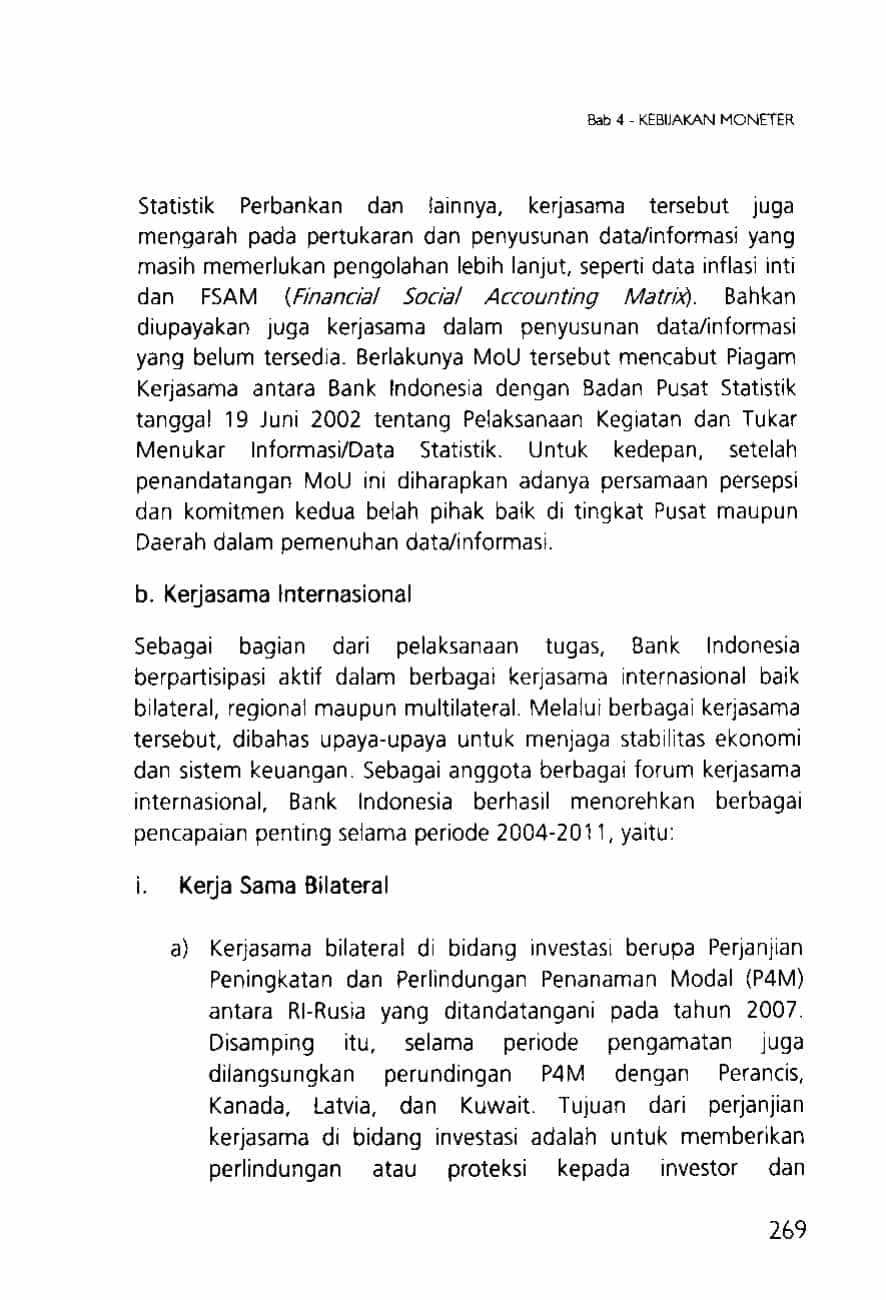 Bab 4 - KEBIJAKAN MONETER
Statistik Perbankan dan lainnya, kerjasama tersebut juga
mengarah pada pertukaran dan penyusunan data/informasi yang
masih memerlukan pengolahan lebih lanjut, seperti data inflasi inti
dan FSAM (Financial Social Accounting Matrix). Bahkan
diupayakan juga kerjasama dalam penyusunan data/informasi
yang belum tersedia. Berlakunya MoU tersebut mencabut Piagam
Kerjasama antara Bank Indonesia dengan Badan Pusat Statistik
tanggal 19 Juni 2002 tentang Pelaksanaan Kegiatan dan Tukar
Menukar Informasi/Data Statistik. Untuk kedepan, setelah
penandatangan MoU ini diharapkan adanya persamaan persepsi
dan komitmen kedua belah pihak baik di tingkat Pusat maupun
Daerah dalam pemenuhan data/informasi.
b. Kerjasama Internasional
Sebagai bagian dari pelaksanaan tugas, Bank Indonesia
berpartisipasi aktif dalam berbagai kerjasama internasional baik
bilateral, regional maupun multilateral. Melalui berbagai kerjasama
tersebut, dibahas upaya-upaya untuk menjaga stabilitas ekonomi
dan sistem keuangan. Sebagai anggota berbagai forum kerjasama
internasional, Bank Indonesia berhasil menorehkan berbagai
pencapaian penting selama periode 2004-2011, yaitu:
i. Kerja Sama Bilateral
a) Kerjasama bilateral di bidang investasi berupa Perjanjian
Peningkatan dan Perlindungan Penanaman Modal (P4M)
antara RI-Rusia yang ditandatangani pada tahun 2007.
Disamping itu, selama periode pengamatan juga
dilangsungkan perundingan P4M dengan Perancis,
Kanada, Latvia, dan Kuwait. Tujuan dari perjanjian
kerjasama di bidang investasi adalah untuk memberikan
perlindungan atau proteksi kepada investor dan
269